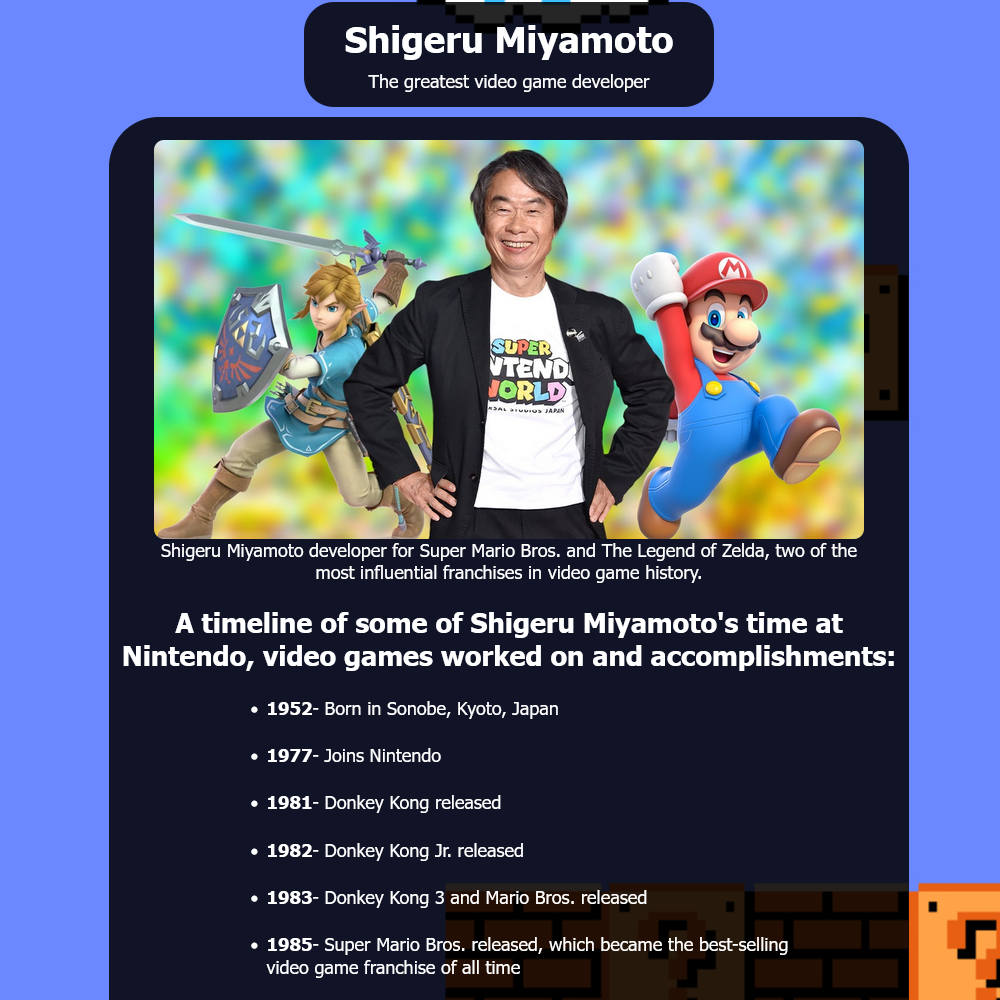 Shigeru Miyamoto
The greatest video game developer
M
SUPER
NTEND
WORLD
STUDIOS JAPAN
Shigeru Miyamoto developer for Super Mario Bros. and The Legend of Zelda, two of the
most influential franchises in video game history.
A timeline of some of Shigeru Miyamoto's time at
Nintendo, video games worked on and accomplishments:
• 1952- Born in Sonobe, Kyoto, Japan
• 1977- Joins Nintendo
• 1981- Donkey Kong released
• 1982- Donkey Kong Jr. released
• 1983- Donkey Kong 3 and Mario Bros. released
• 1985- Super Mario Bros. released, which became the best-selling
video game franchise of all time